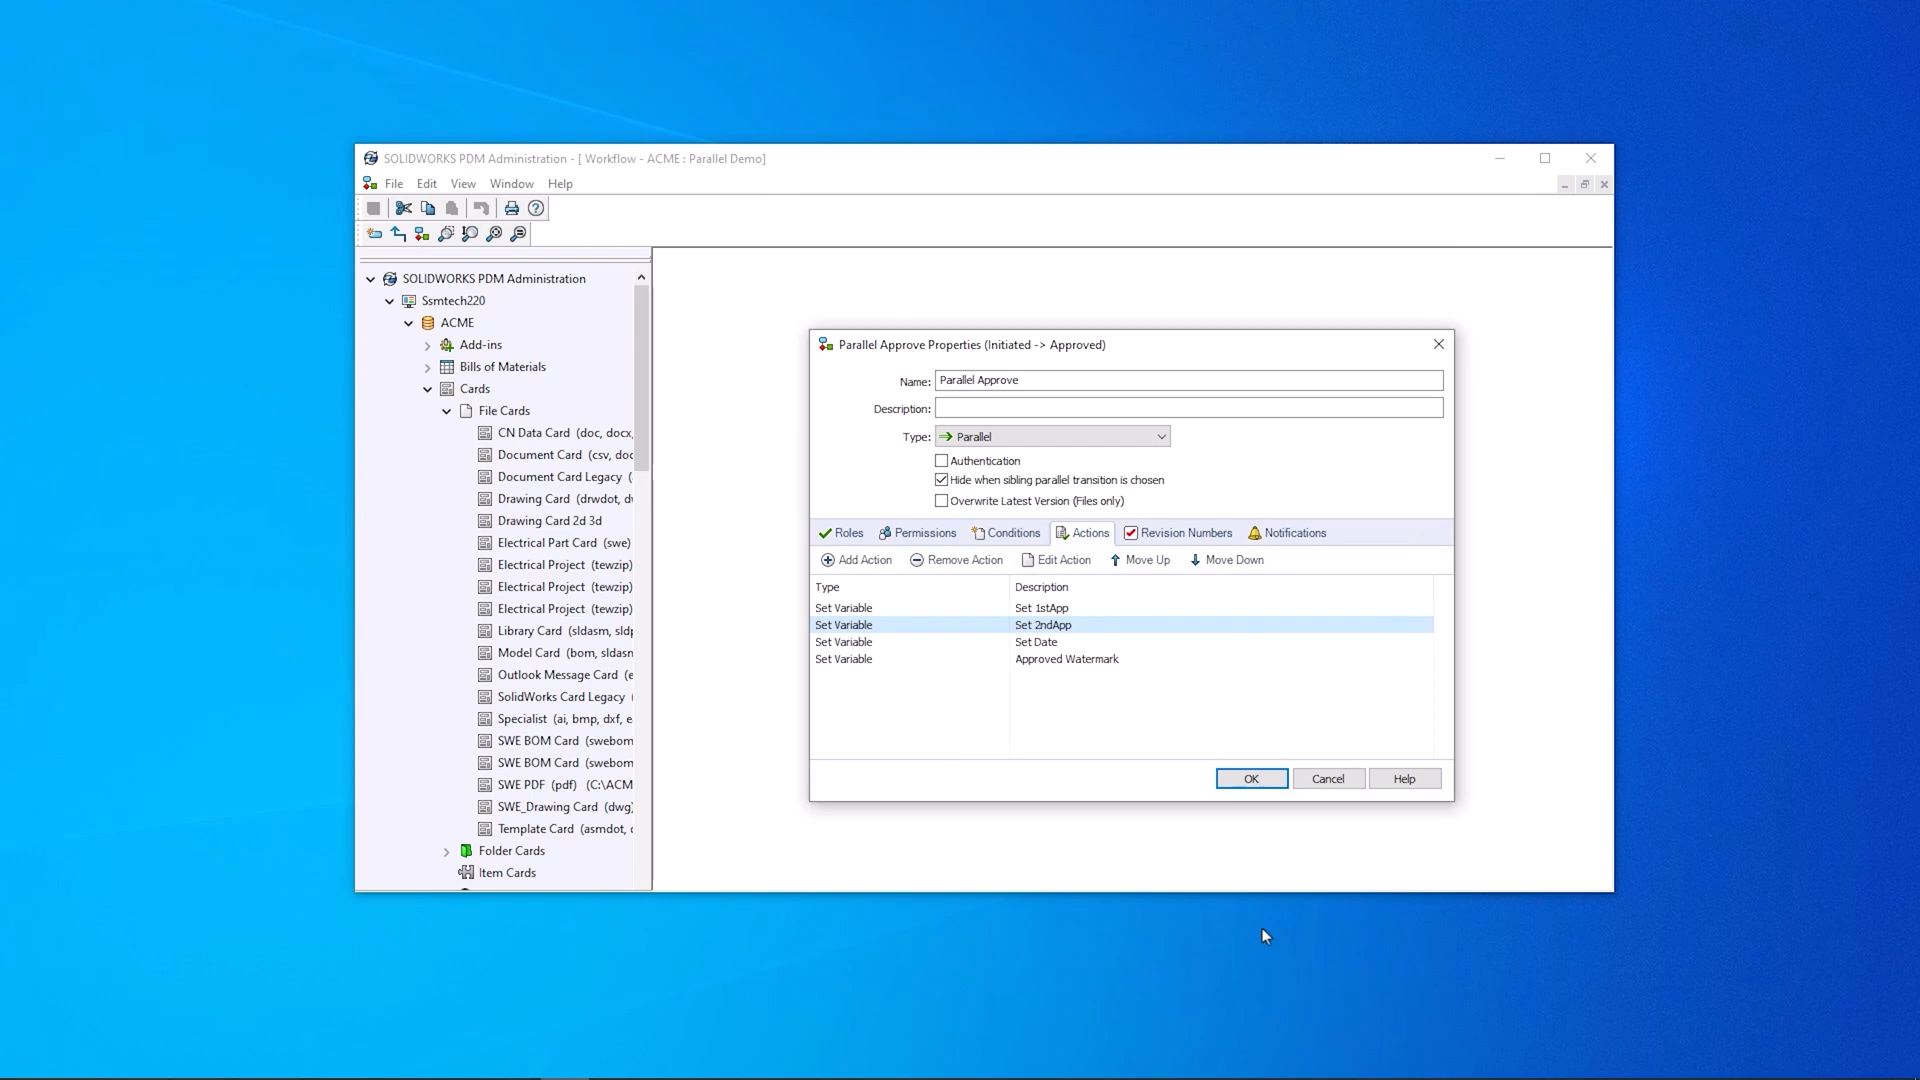 SOLIDWORKS PDM Administration - [ Workflow - ACME : Parallel Demo]
File Edit View Window Help
SOLIDWORKS PDM Administration
Ssmtech220
ACME
Add-ins
Bills of Materials
Cards
File Cards
CN Data Card (doc, docx,
Document Card (csv, doc
Document Card Legacy (
Drawing Card (drwdot, dv
Drawing Card 2d 3d
Electrical Part Card (swe)
Electrical Project (tewzip)
Electrical Project (tewzip)
Electrical Project (tewzip)
Library Card (sldasm, sldp
Model Card (bom, sldasn
Outlook Message Card (e
SolidWorks Card Legacy (
Specialist (ai, bmp, dxf, e
SWE BOM Card (swebom
SWE BOM Card (swebom
SWE PDF (pdf) (C:\ACM
SWE_Drawing Card (dwg)
Template Card (asmdot, c
Folder Cards
Item Cards
Parallel Approve Properties (Initiated -> Approved)
Name: Parallel Approve
Description:
Type: Parallel
Authentication
Hide when sibling parallel transition is chosen
Overwrite Latest Version (Files only)
Roles Permissions Conditions Actions Revision Numbers Notifications
Add Action Remove Action Edit Action Move Up Move Down
Type Description
Set Variable Set 1stApp
Set Variable Set 2ndApp
Set Variable Set Date
Set Variable Approved Watermark
OK Cancel Help